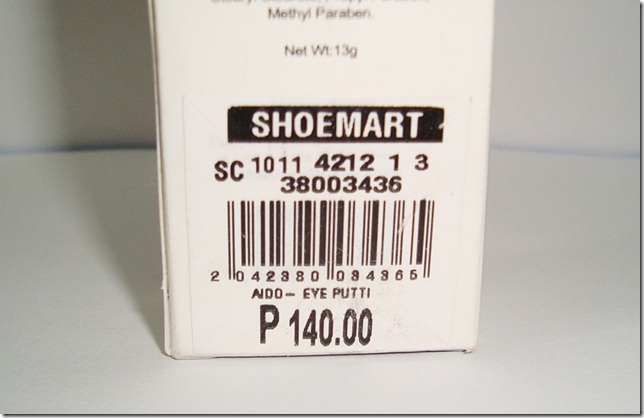 Methyl Paraben.
Net Wt:13g
SHOEMART
SC 1011 4212 1 3
38003436
2 042380 034365
AIDO- EYE PUTTI
P 140.00